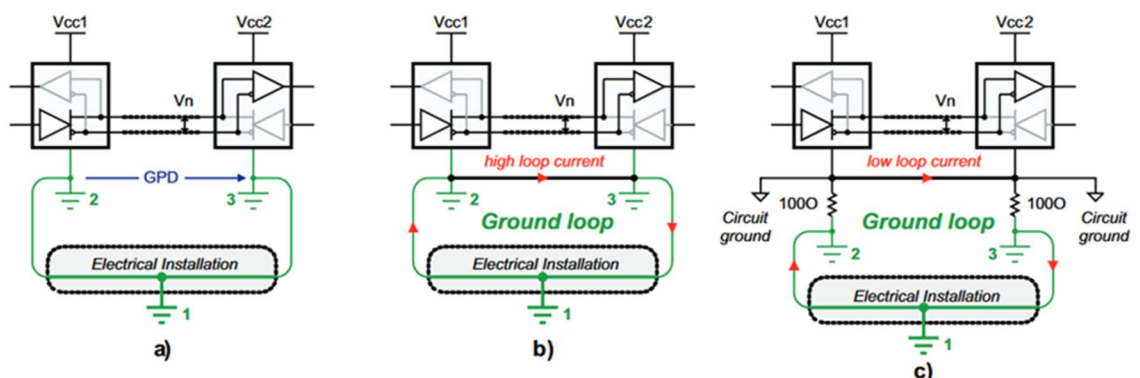 Vcc1
Vcc2
Vn
GPD
2
3
Electrical Installation
1
a)
Vcc1
Vcc2
Vn
high loop current
2
3
Ground loop
Electrical Installation
1
b)
Vcc1
Vcc2
Vn
low loop current
100O
100O
Circuit
ground
Ground loop
Circuit
ground
2
3
Electrical Installation
1
c)